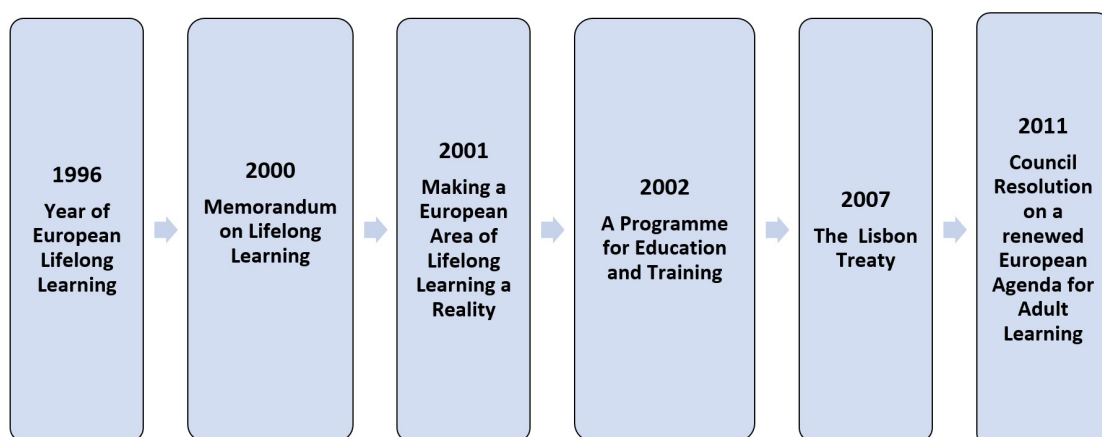 1996
Year of
European
Lifelong
Learning
2000
Memorandum
on Lifelong
Learning
2001
Making a
European
Area of
Lifelong
Learning a
Reality
2002
A Programme
for Education
and Training
2007
The Lisbon
Treaty
2011
Council
Resolution
on a
renewed
European
Agenda for
Adult
Learning